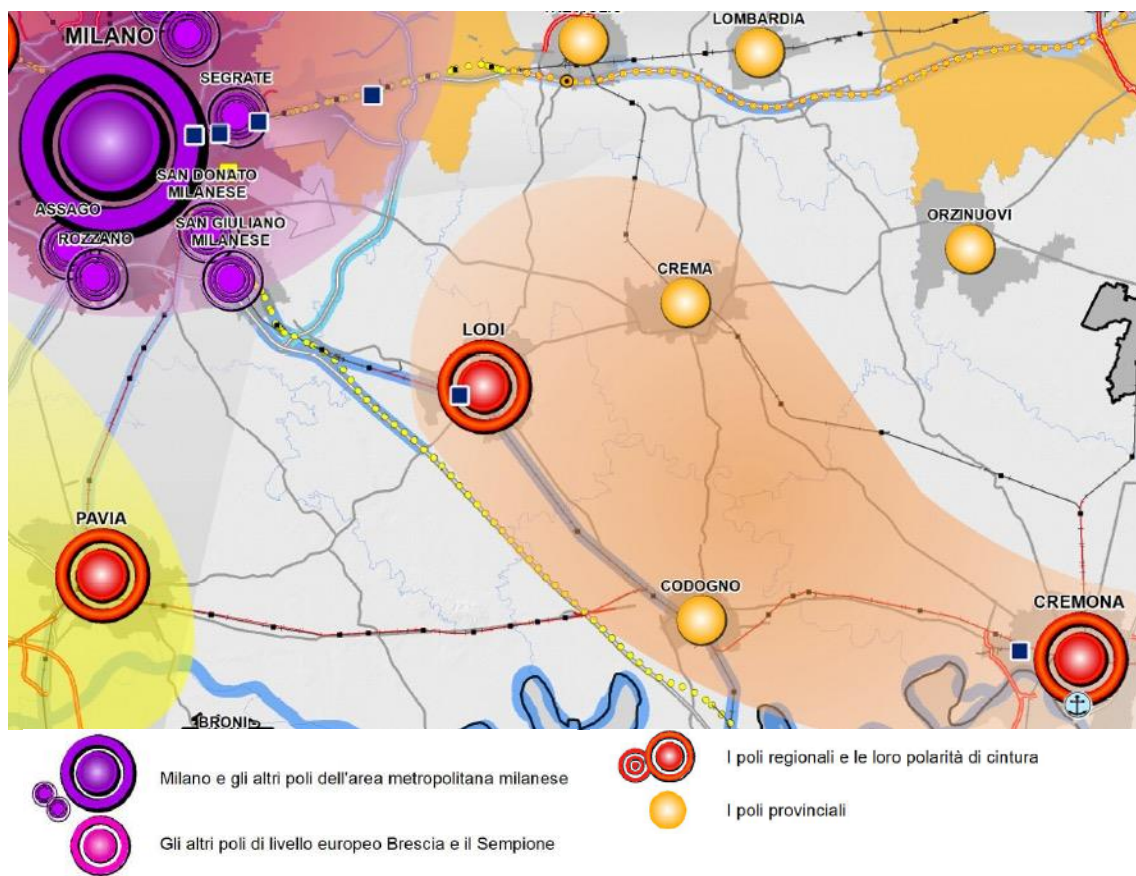 LOMBARDIA
MILANO
SEGRATE
SAN DONATO
MILANESE
ASSAGO
SAN GIULIANO
MILANESE
ROZZANO
ORZINUOVI
CREMA
LODI
PAVIA
CODOGNO
CREMONA
BRONI
Milano e gli altri poli dell'area metropolitana milanese
Gli altri poli di livello europeo Brescia e il Sempione
I poli regionali e le loro polarità di cintura
I poli provinciali